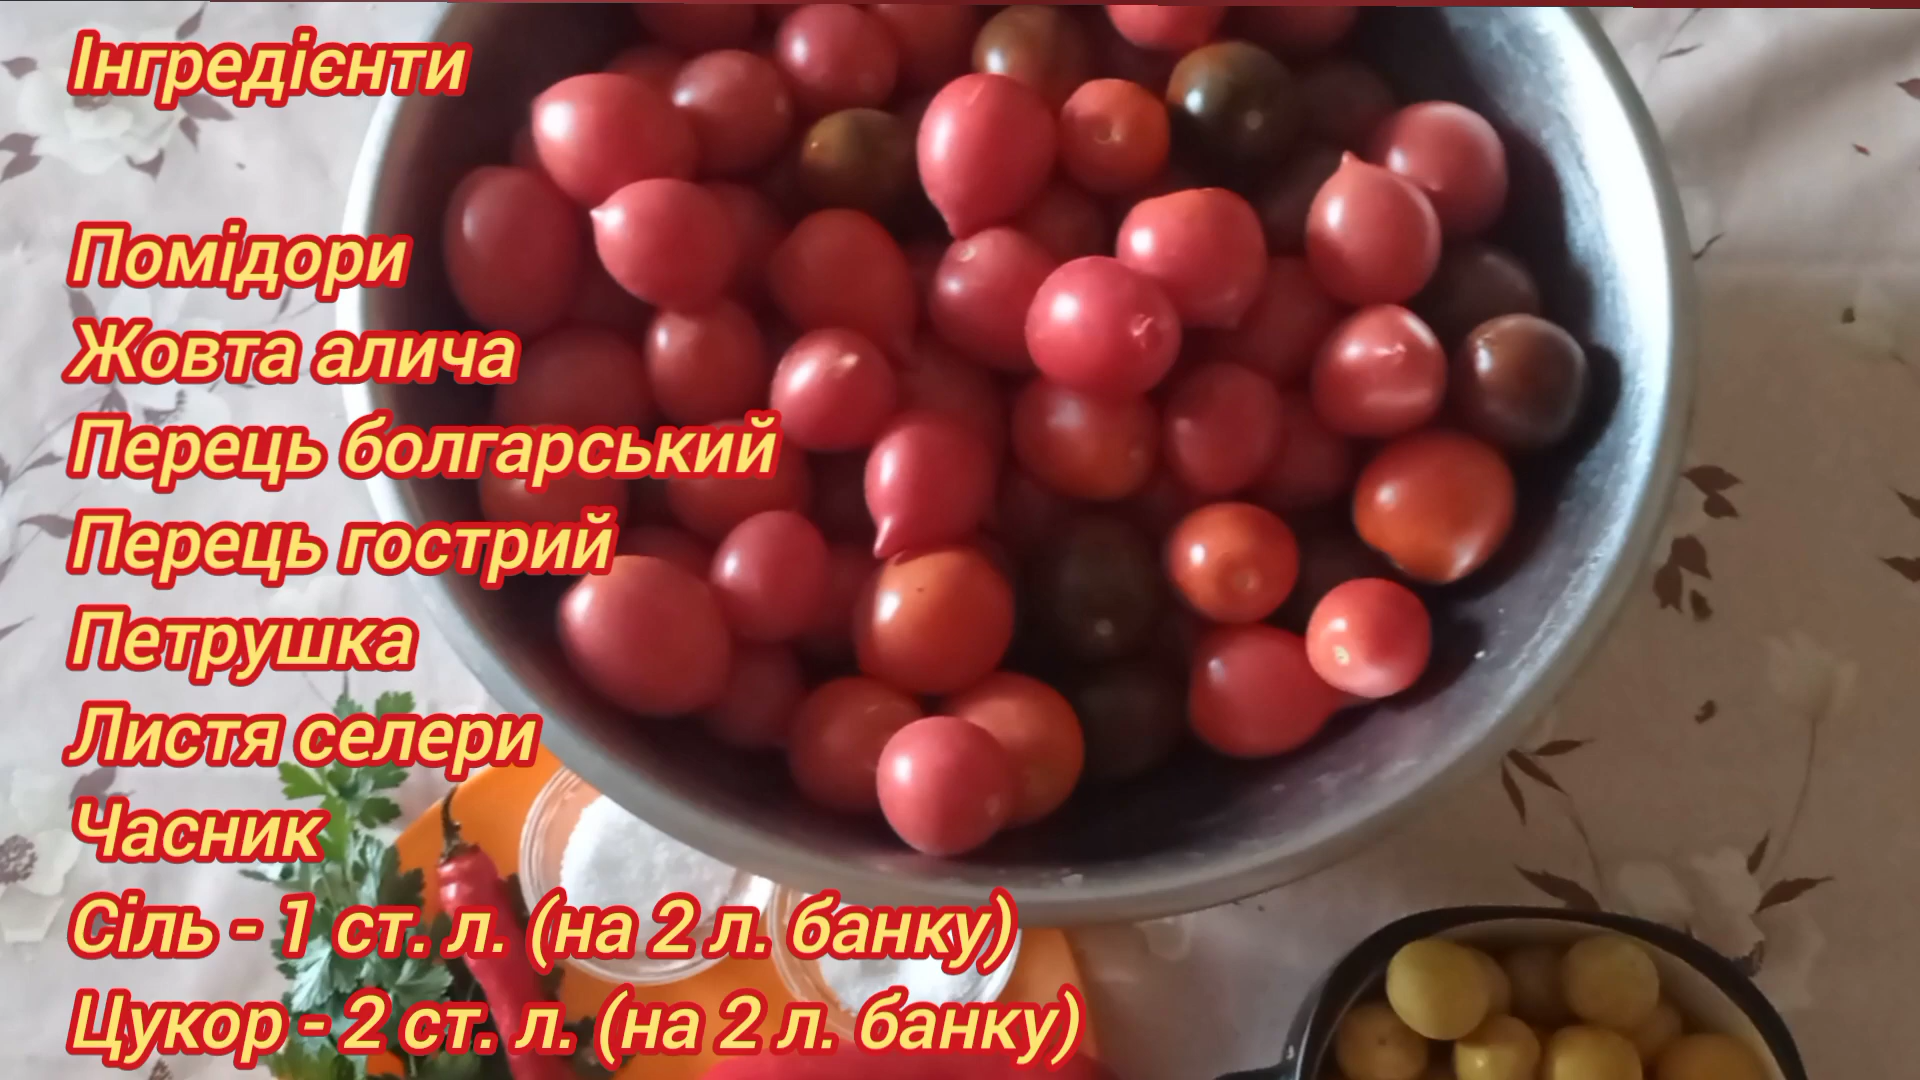 Інгредієнти
Помідори
Жовта алича
Перець болгарський
Перець гострий
Петрушка
Листя селери
Часник
Сіль - 1 ст. л. (на 2 л. банку)
Цукор - 2 ст. л. (на 2 л. банку)